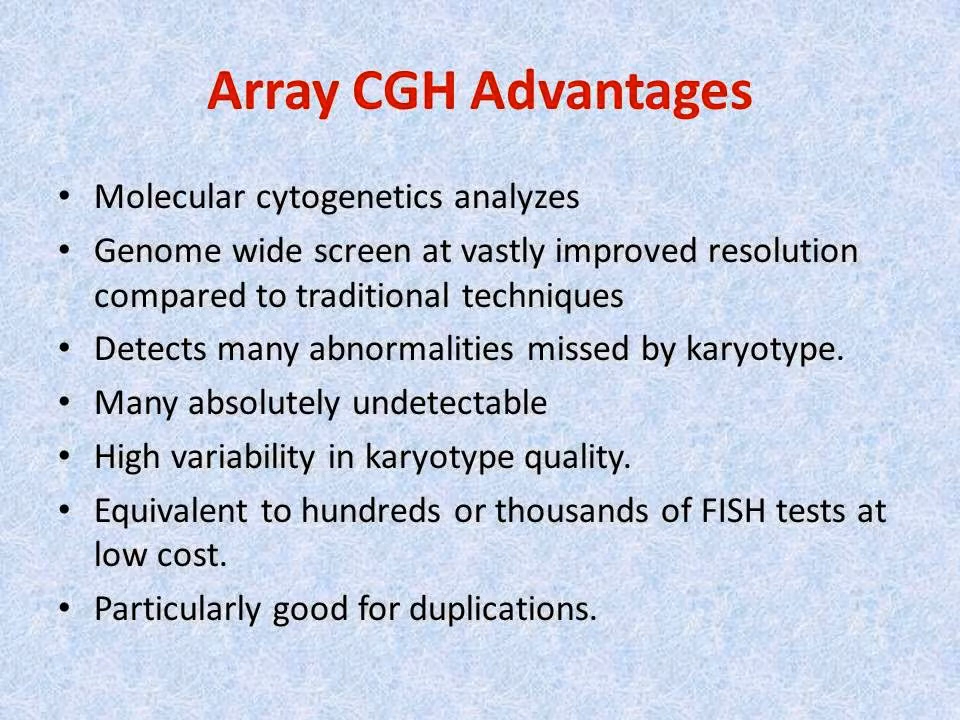 Array CGH Advantages
• Molecular cytogenetics analyzes
• Genome wide screen at vastly improved resolution
compared to traditional techniques
• Detects many abnormalities missed by karyotype.
• Many absolutely undetectable
• High variability in karyotype quality.
• Equivalent to hundreds or thousands of FISH tests at
low cost.
• Particularly good for duplications.